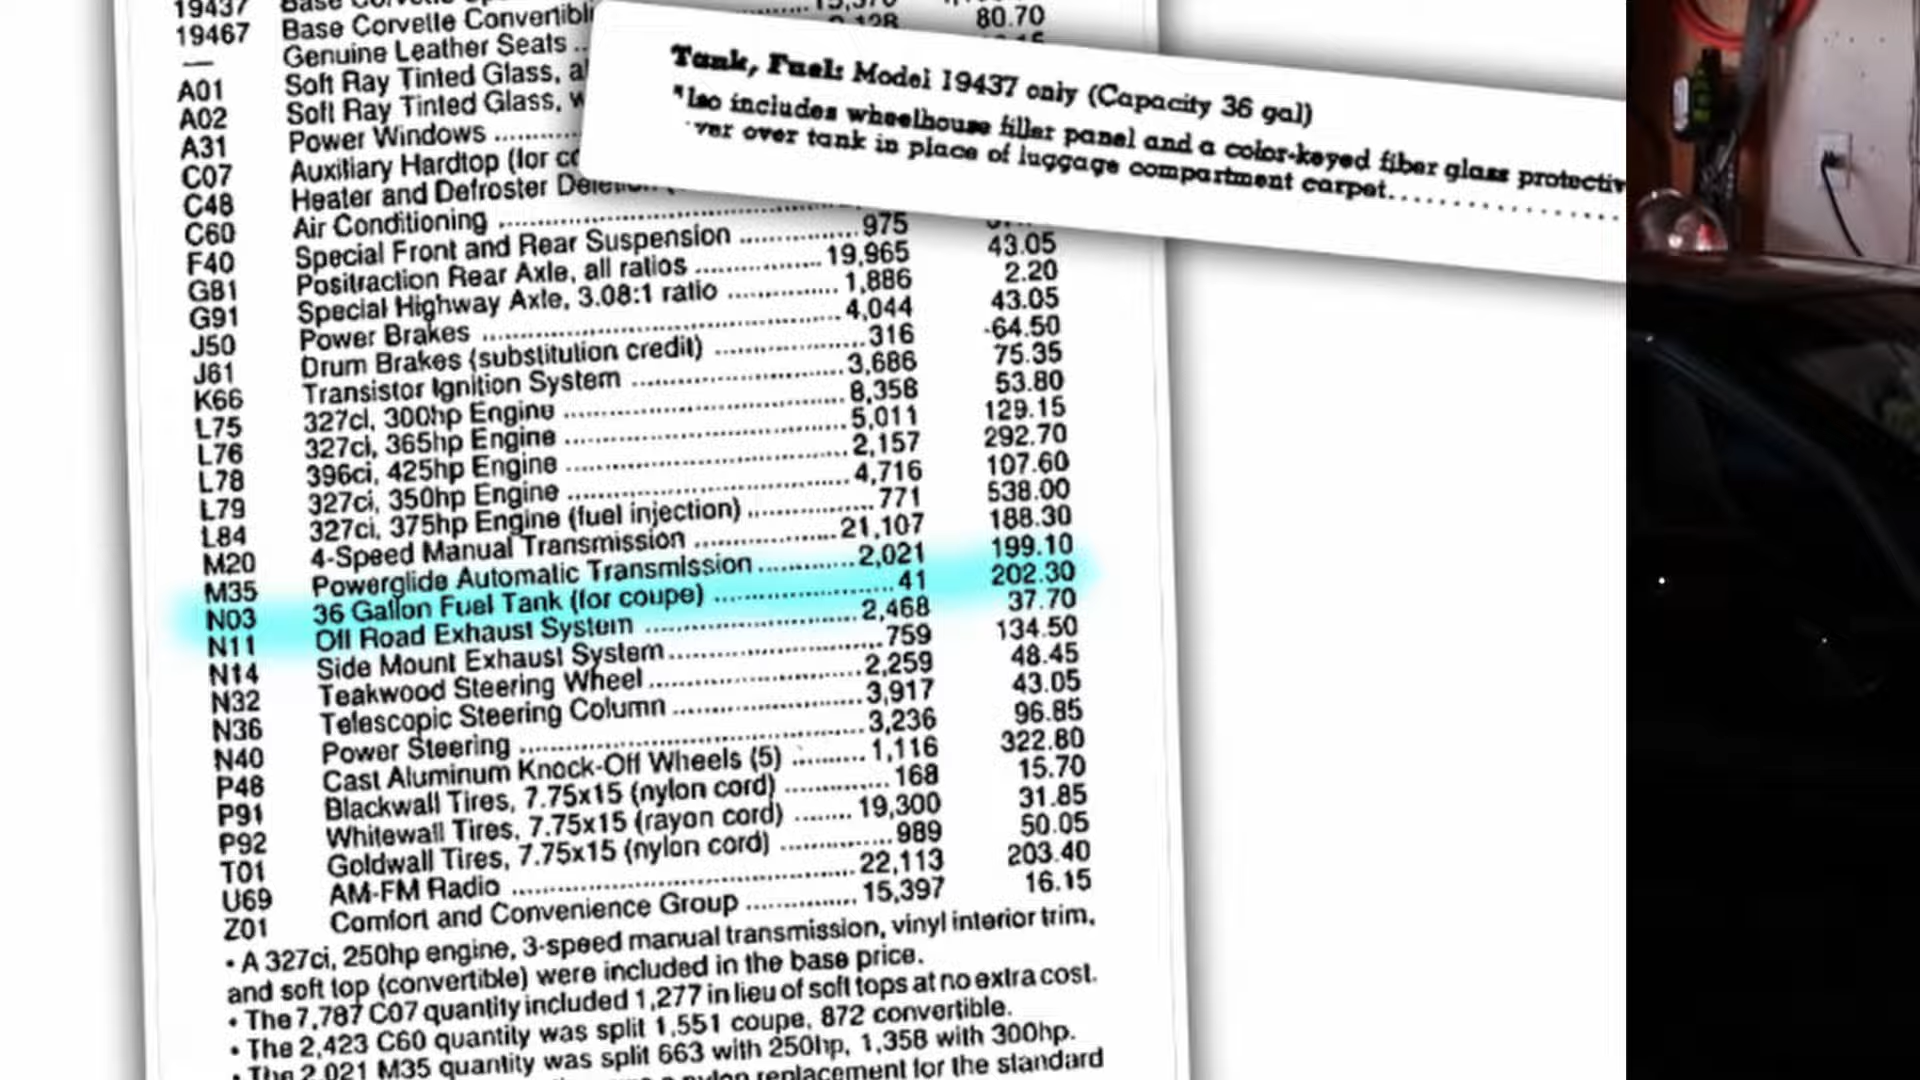 19437 Base Corvette
19467 Base Corvette Convertibl 80.70
— Genuine Leather Seats ..
A01 Soft Ray Tinted Glass, al
A02 Soft Ray Tinted Glass, w
A31 Power Windows ..........
C07 Auxiliary Hardtop (for co
C48 Heater and Defroster Deletion
C60 Air Conditioning ....................
F40 Special Front and Rear Suspension ............... 975
G81 Positraction Rear Axle, all ratios ................ 19,965 43.05
G91 Special Highway Axle, 3.08:1 ratio .............. 1,886 2.20
J50 Power Brakes .............................. 4,044 43.05
J61 Drum Brakes (substitution credit) ................. 316 -64.50
K66 Transistor Ignition System ......................... 3,686 75.35
L75 327ci, 300hp Engine ............................... 8,358 53.80
L76 327ci, 365hp Engine ............................... 5,011 129.15
L78 396ci, 425hp Engine ............................... 2,157 292.70
L79 327ci, 350hp Engine ............................... 4,716 107.60
L84 327ci, 375hp Engine (fuel injection) ................. 771 538.00
M20 4-Speed Manual Transmission ................... 21,107 188.30
M35 Powerglide Automatic Transmission ............ 2,021 199.10
N03 36 Gallon Fuel Tank (for coupe) ...................... 41 202.30
N11 Off Road Exhaust System .......................... 2,468 37.70
N14 Side Mount Exhaust System ....................... 759 134.50
N32 Teakwood Steering Wheel ....................... 2,259 48.45
N36 Telescopic Steering Column .................... 3,917 43.05
N40 Power Steering .................................... 3,236 96.85
P48 Cast Aluminum Knock-Off Wheels (5) .......... 1,116 322.80
P91 Blackwall Tires, 7.75x15 (nylon cord) .............. 168 15.70
P92 Whitewall Tires, 7.75x15 (rayon cord) ........ 19,300 31.85
T01 Goldwall Tires, 7.75x15 (nylon cord) .............. 989 50.05
U69 AM-FM Radio .................................... 22,113 203.40
Z01 Comfort and Convenience Group .............. 15,397 16.15
• A 327ci, 250hp engine, 3-speed manual transmission, vinyl interior trim,
and soft top (convertible) were included in the base price.
• The 7,787 C07 quantity included 1,277 in lieu of soft tops at no extra cost.
• The 2,423 C60 quantity was split 1,551 coupe, 872 convertible.
• The 2,021 M35 quantity was split 663 with 250hp, 1,358 with 300hp.
nylon replacement for the standard
Tank, Fuel: Model 19437 only (Capacity 36 gal)
*lso includes wheelhouse filler panel and a color-keyed fiber glass protectiv
ver over tank in place of luggage compartment carpet...................